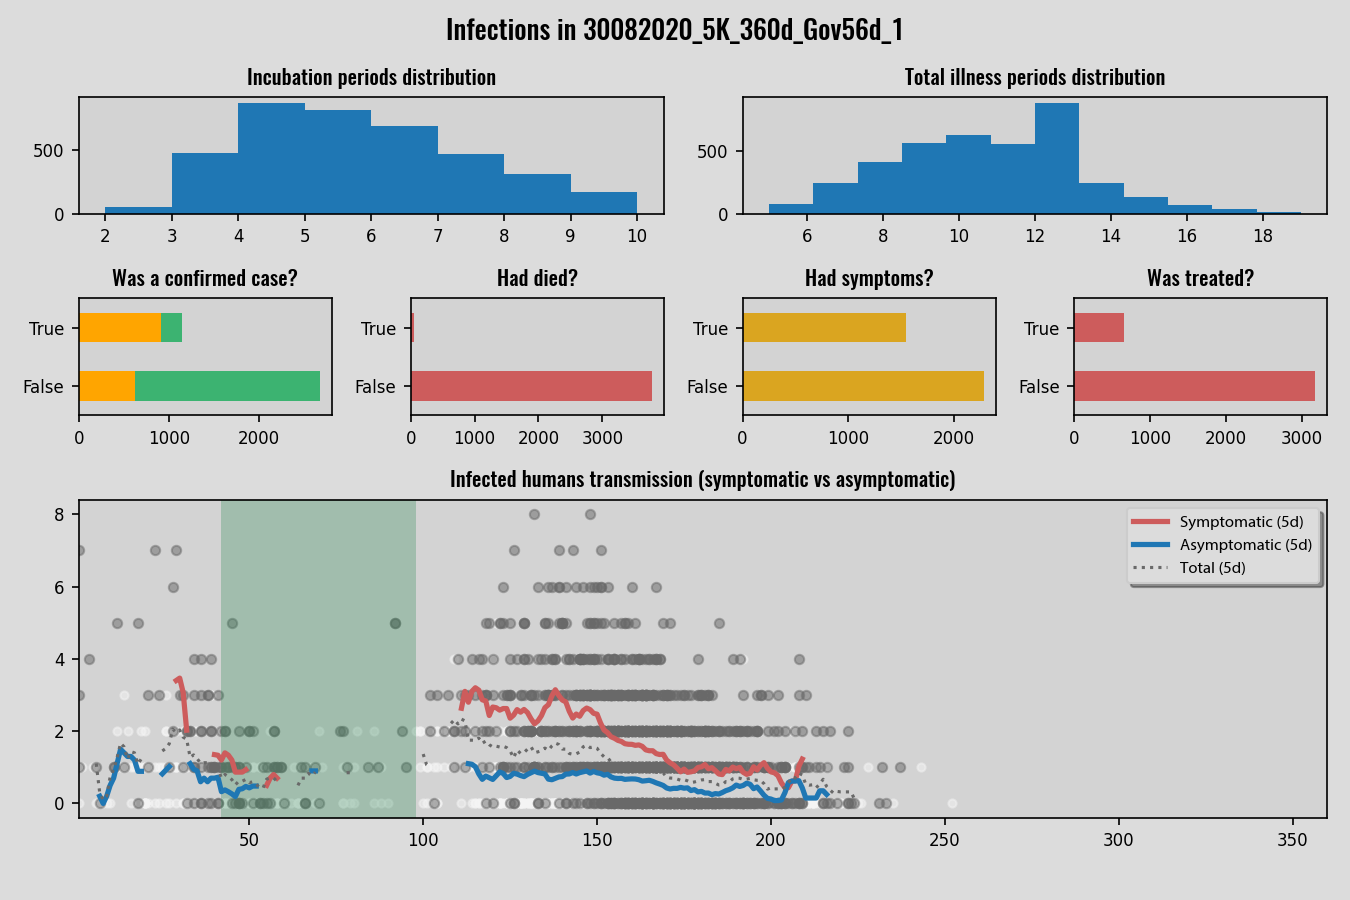 Infections in 30082020_5K_360d_Gov56d_1
Incubation periods distribution
500
0
2 3 4 5 6 7 8 9 10
Total illness periods distribution
500
0
6 8 10 12 14 16 18
Was a confirmed case?
True
False
0 1000 2000
Had died?
True
False
0 1000 2000 3000
Had symptoms?
True
False
0 1000 2000
Was treated?
True
False
0 1000 2000 3000
Infected humans transmission (symptomatic vs asymptomatic)
8
6
4
2
0
50 100 150 200 250 300 350
Symptomatic (5d)
Asymptomatic (5d)
Total (5d)